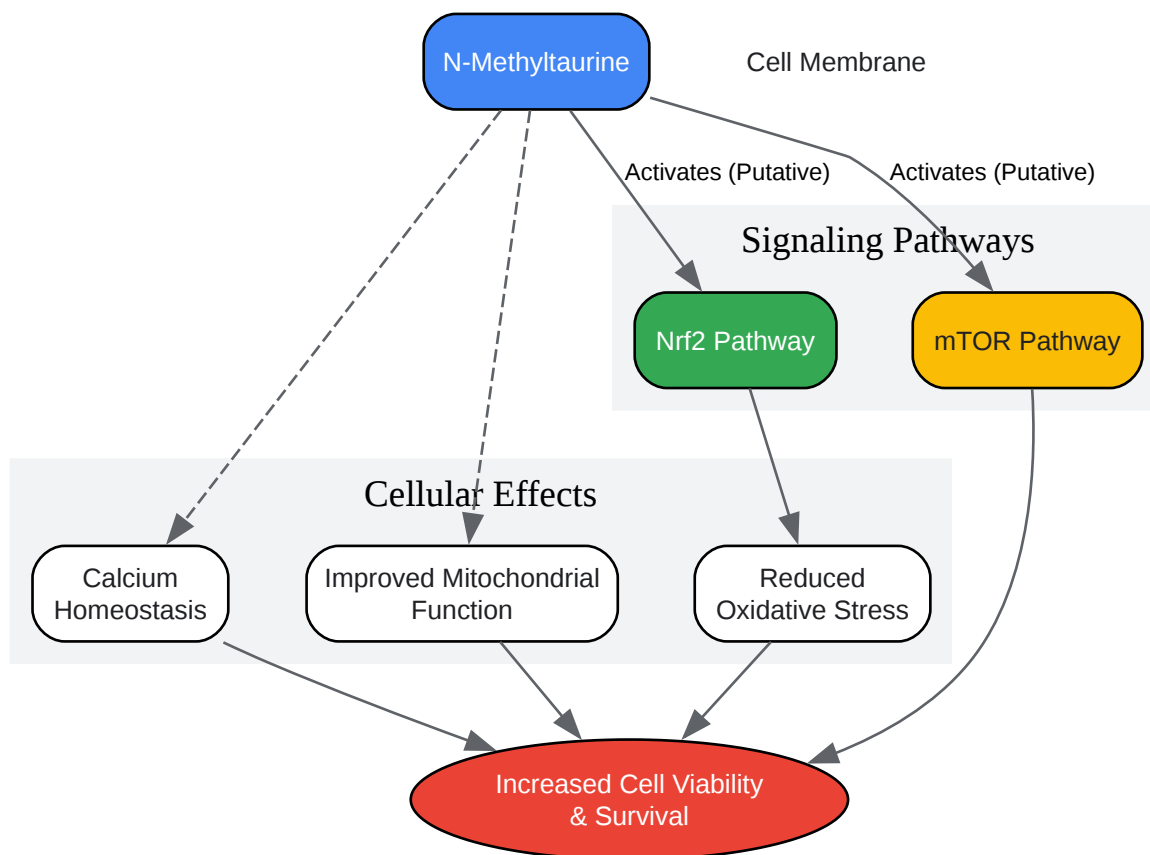 N-Methyltaurine
Cell Membrane
Activates (Putative)
Activates (Putative)
Signaling Pathways
Nrf2 Pathway
mTOR Pathway
Cellular Effects
Calcium
Homeostasis
Improved Mitochondrial
Function
Reduced
Oxidative Stress
Increased Cell Viability
& Survival